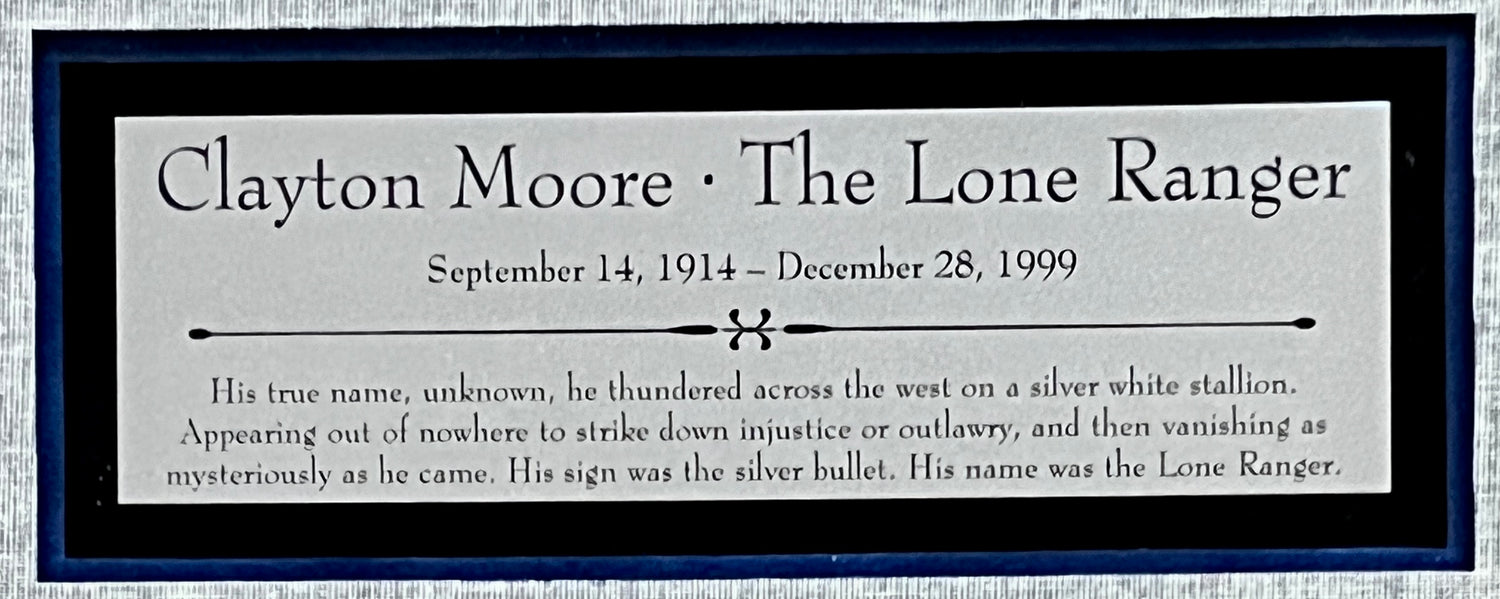 Clayton Moore · The Lone Ranger
September 14, 1914 – December 28, 1999
His true name, unknown, he thundered across the west on a silver white stallion.
Appearing out of nowhere to strike down injustice or outlawry, and then vanishing as
mysteriously as he came. His sign was the silver bullet. His name was the Lone Ranger.